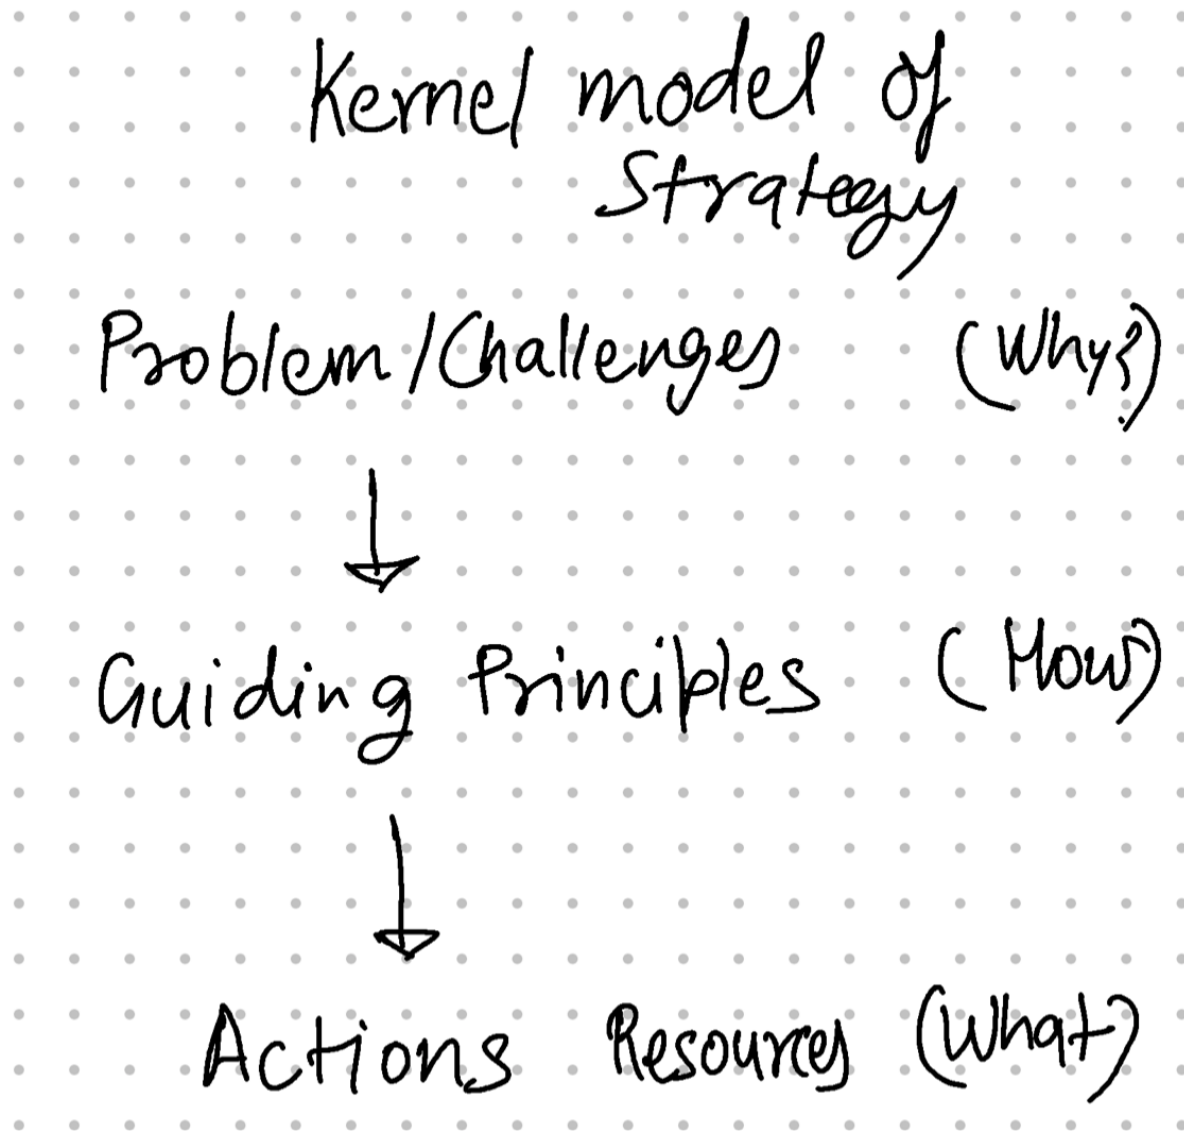 Kernel model of
Strategy
Problem/Challenges (Why?)
Guiding Principles (How)
Actions Resources (What)